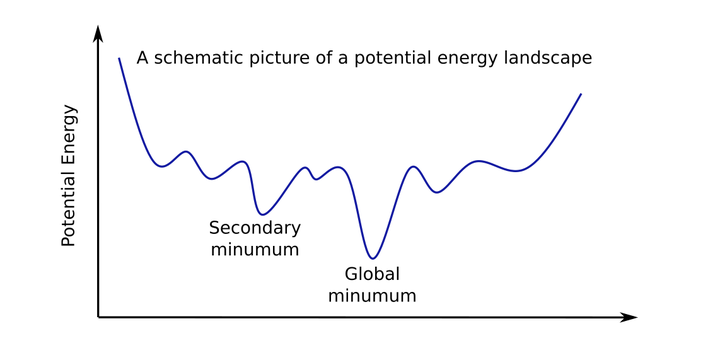 A schematic picture of a potential energy landscape
Potential Energy
Secondary
minumum
Global
minumum